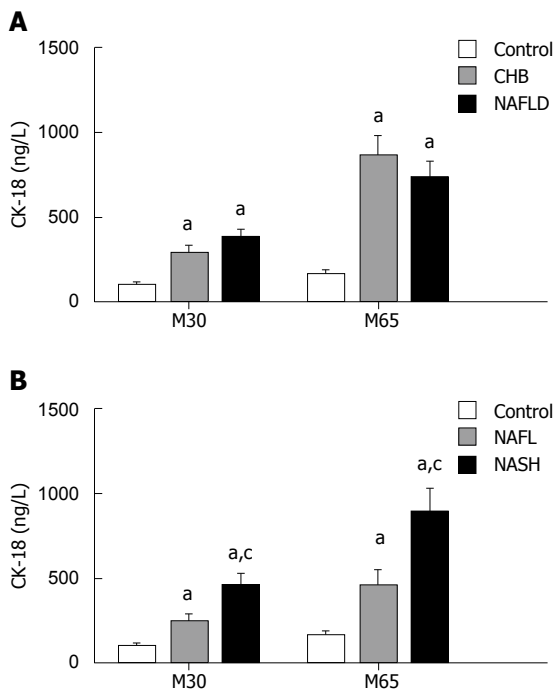 A
1500
1000
500
0
CK-18 (ng/L)
Control
CHB
NAFLD
a
a
a
a
M30
M65
B
1500
1000
500
0
CK-18 (ng/L)
Control
NAFL
NASH
a
a,c
a
a,c
M30
M65